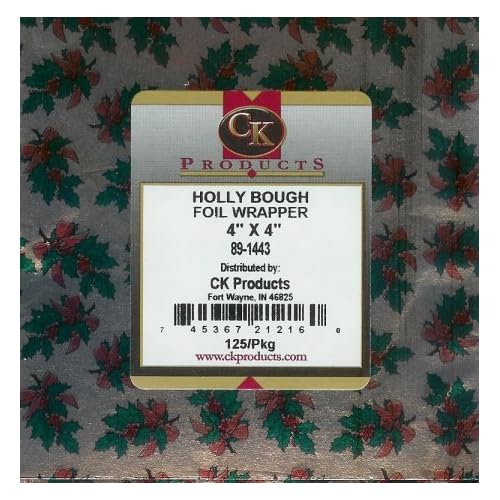 CK
PRODUCTS
HOLLY BOUGH
FOIL WRAPPER
4" X 4"
89-1443
Distributed by:
CK Products
Fort Wayne, IN 46825
7 45367 21216 0
125/Pkg
www.ckproducts.com